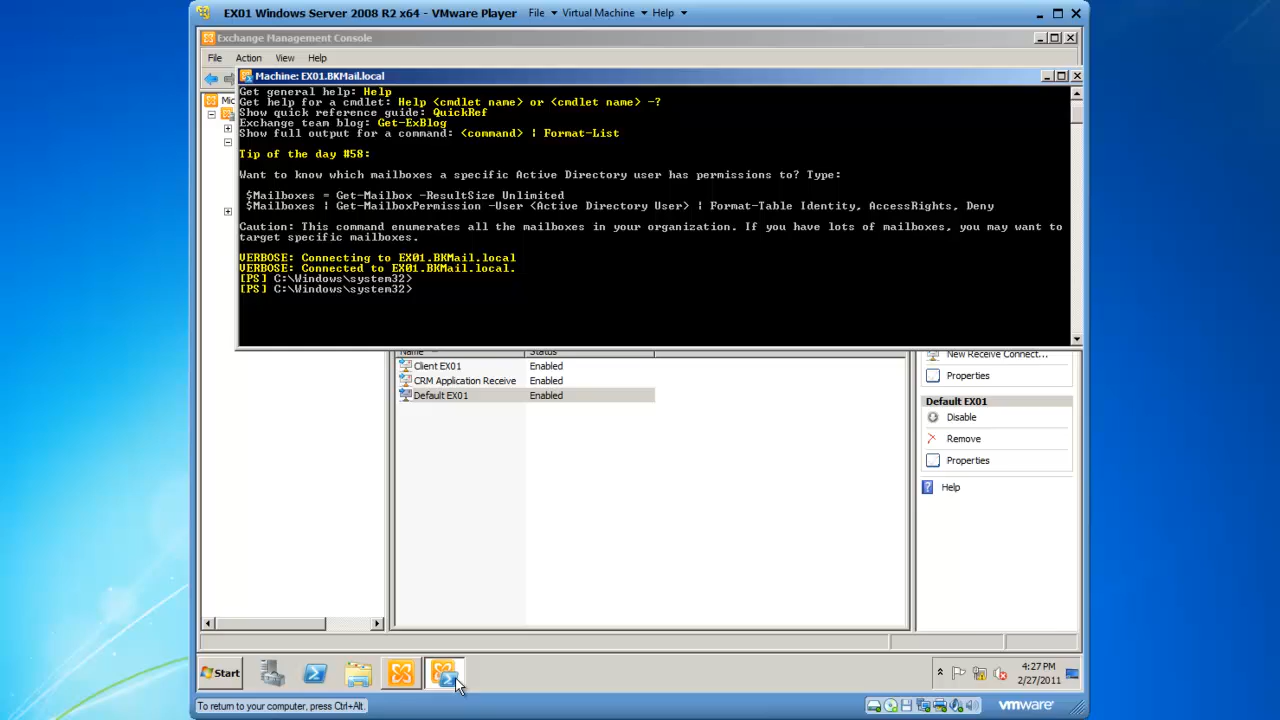 EX01 Windows Server 2008 R2 x64 - VMware Player File Virtual Machine Help
Exchange Management Console
File Action View Help
Machine: EX01.BKMail.local
Mic
Get general help: Help
Get help for a cmdlet: Help <cmdlet name> or <cmdlet name> -?
Show quick reference guide: QuickRef
Exchange team blog: Get-ExBlog
Show full output for a command: <command> | Format-List
Tip of the day #58:
Want to know which mailboxes a specific Active Directory user has permissions to? Type:
$Mailboxes = Get-Mailbox -ResultSize Unlimited
$Mailboxes | Get-MailboxPermission -User <Active Directory User> | Format-Table Identity, AccessRights, Deny
Caution: This command enumerates all the mailboxes in your organization. If you have lots of mailboxes, you may want to
target specific mailboxes.
VERBOSE: Connecting to EX01.BKMail.local
VERBOSE: Connected to EX01.BKMail.local.
[PS] C:\Windows\system32>
[PS] C:\Windows\system32>
Name Status
Client EX01 Enabled
CRM Application Receive Enabled
Default EX01 Enabled
New Receive Connect...
Properties
Default EX01
Disable
Remove
Properties
Help
Start
4:27 PM
2/27/2011
To return to your computer, press Ctrl+Alt.
vmware